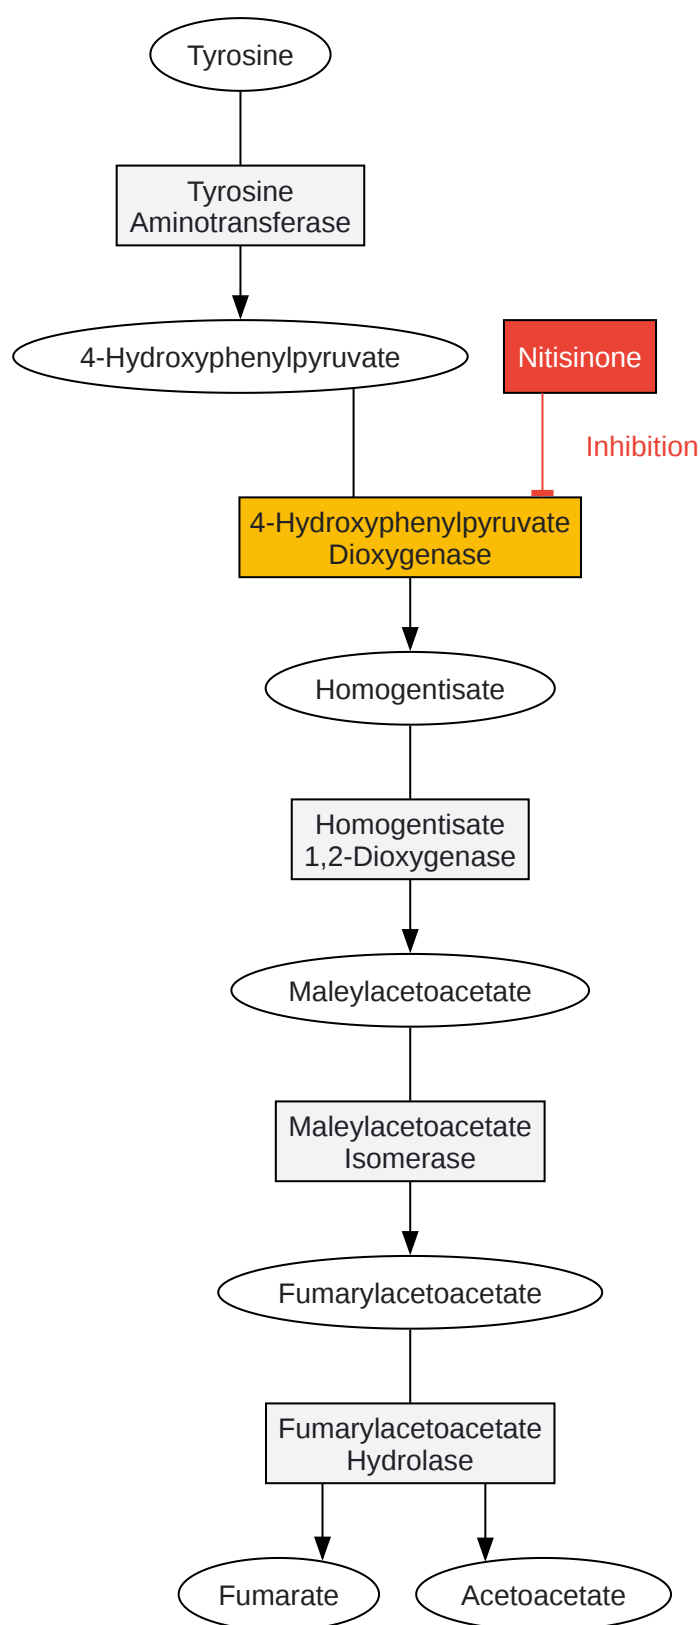 Tyrosine
Tyrosine
Aminotransferase
4-Hydroxyphenylpyruvate
Nitisinone
Inhibition
4-Hydroxyphenylpyruvate
Dioxygenase
Homogentisate
Homogentisate
1,2-Dioxygenase
Maleylacetoacetate
Maleylacetoacetate
Isomerase
Fumarylacetoacetate
Fumarylacetoacetate
Hydrolase
Fumarate
Acetoacetate